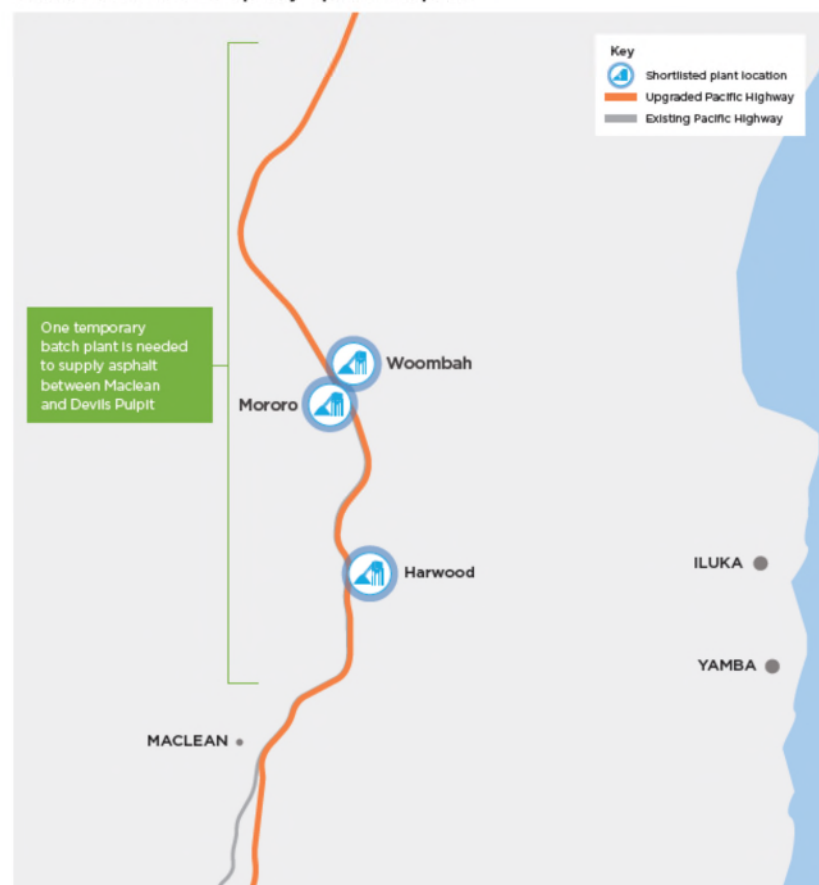 Key
Shortlisted plant location
Upgraded Pacific Highway
Existing Pacific Highway
One temporary
batch plant is needed
to supply asphalt
between Maclean
and Devils Pulpit
Woombah
Mororo
Harwood
ILUKA
YAMBA
MACLEAN